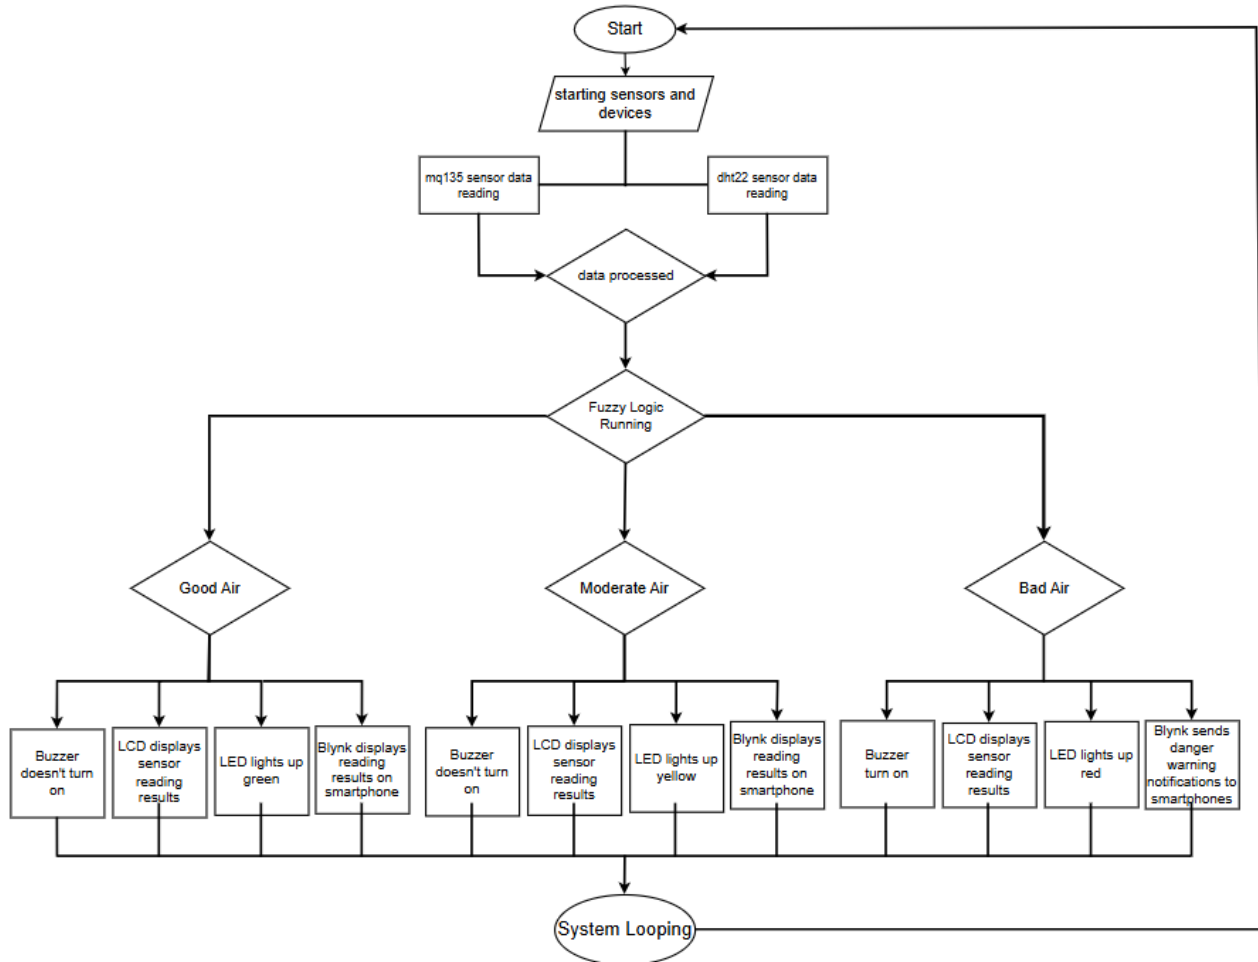 Start
starting sensors and
devices
mq135 sensor data
reading
dht22 sensor data
reading
data processed
Fuzzy Logic
Running
Good Air
Moderate Air
Bad Air
Buzzer
doesn't turn
on
LCD displays
sensor
reading
results
LED lights up
green
Blynk displays
reading
results on
smartphone
Buzzer
doesn't turn
on
LCD displays
sensor
reading
results
LED lights up
yellow
Blynk displays
reading
results on
smartphone
Buzzer
turn on
LCD displays
sensor
reading
results
LED lights up
red
Blynk sends
danger
warning
notifications to
smartphones
System Looping